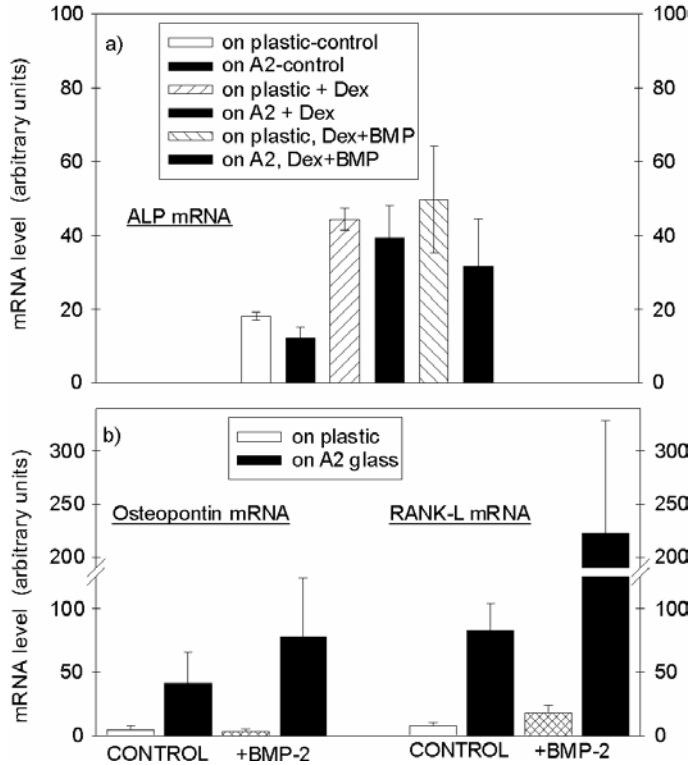 a)
on plastic-control
on A2-control
on plastic + Dex
on A2 + Dex
on plastic, Dex+BMP
on A2, Dex+BMP
ALP mRNA
mRNA level (arbitrary units)
100
80
60
40
20
0
100
80
60
40
20
0
b)
on plastic
on A2 glass
Osteopontin mRNA
RANK-L mRNA
mRNA level (arbitrary units)
300
250
200
100
50
0
300
250
200
100
50
0
CONTROL +BMP-2 CONTROL +BMP-2